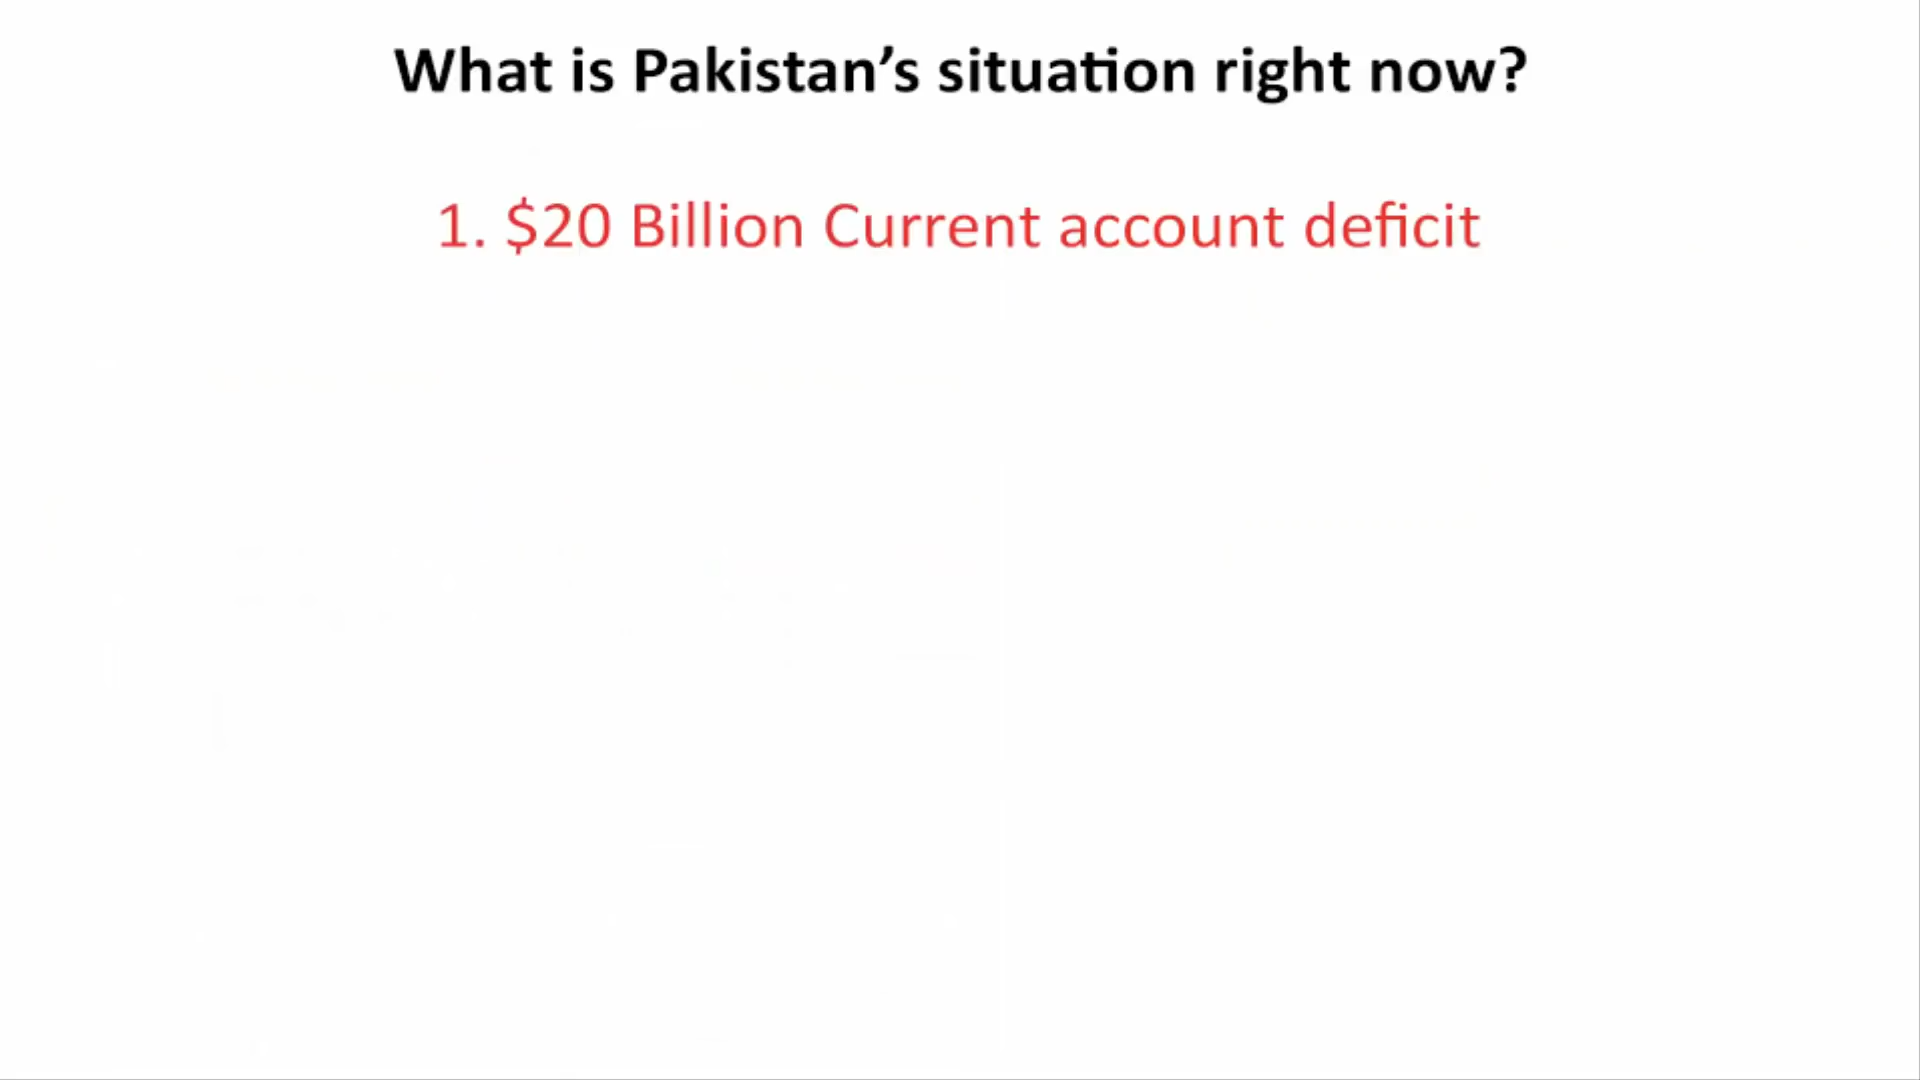 What is Pakistan’s situation right now?
1. $20 Billion Current account deficit